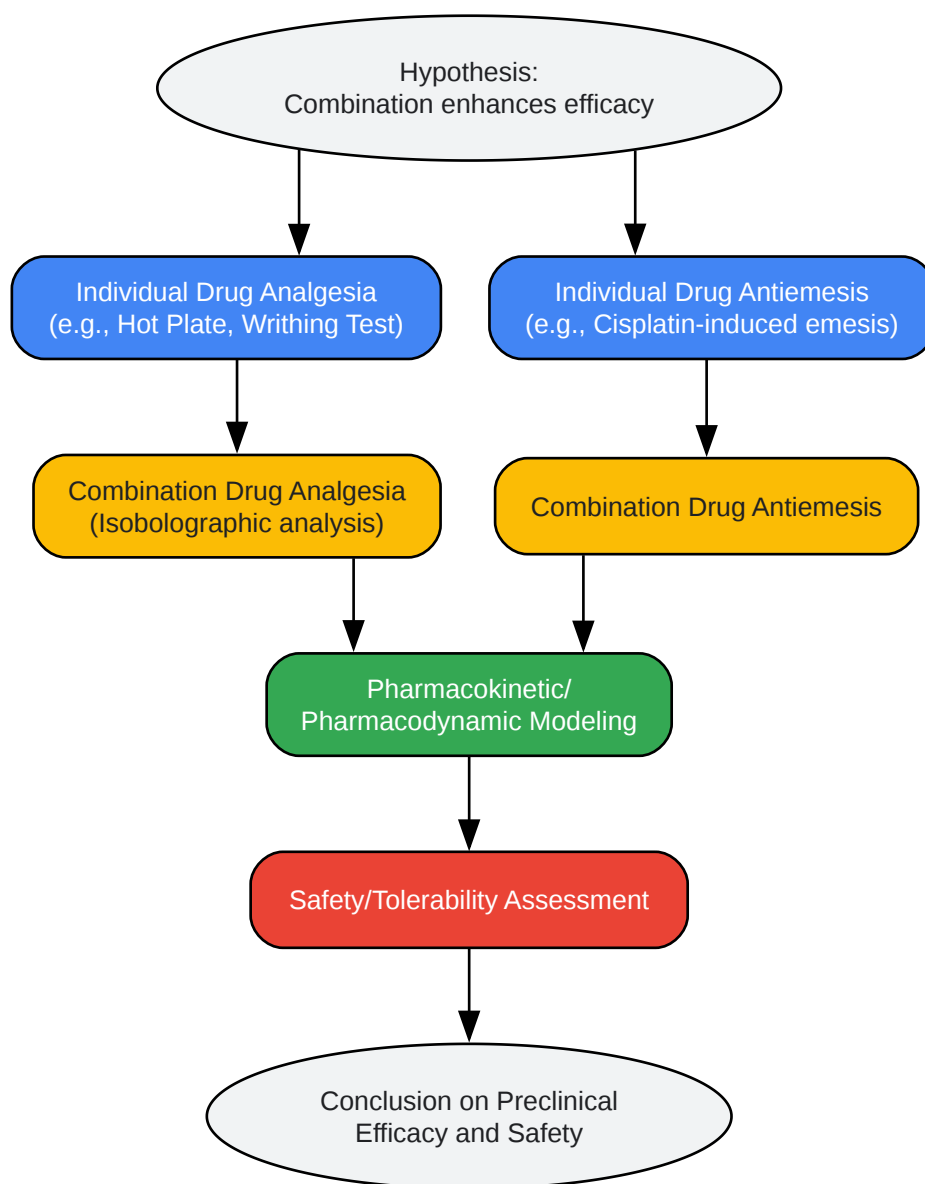 Hypothesis:
Combination enhances efficacy
Individual Drug Analgesia
(e.g., Hot Plate, Writhing Test)
Individual Drug Antiemesis
(e.g., Cisplatin-induced emesis)
Combination Drug Analgesia
(Isobolographic analysis)
Combination Drug Antiemesis
Pharmacokinetic/
Pharmacodynamic Modeling
Safety/Tolerability Assessment
Conclusion on Preclinical
Efficacy and Safety